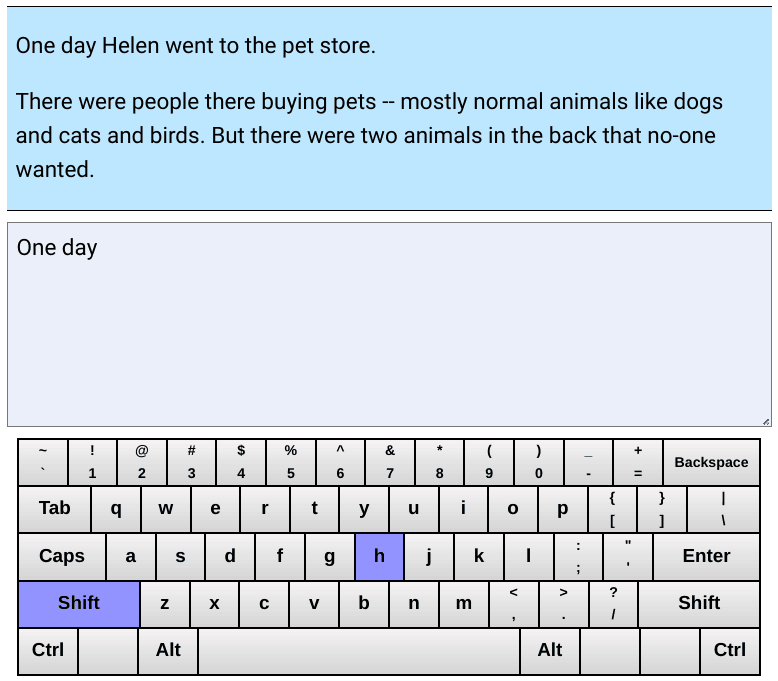 One day Helen went to the pet store.
There were people there buying pets -- mostly normal animals like dogs
and cats and birds. But there were two animals in the back that no-one
wanted.
One day
~ ! @ # $ % ^ & * ( ) _ +
` 1 2 3 4 5 6 7 8 9 0 - = Backspace
Tab q w e r t y u i o p { [ } ] | \
Caps a s d f g h j k l : ; " ' Enter
Shift z x c v b n m < , > . ? / Shift
Ctrl Alt Alt Ctrl